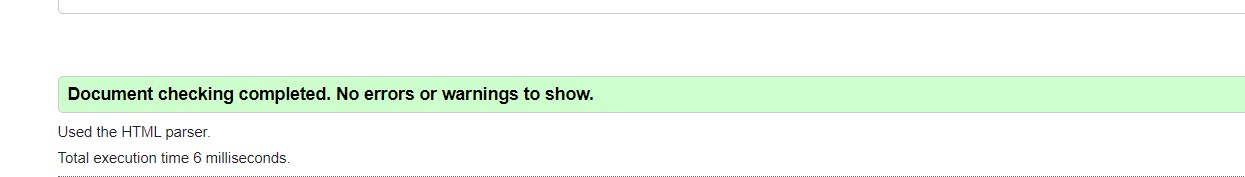 Document checking completed. No errors or warnings to show.
Used the HTML parser.
Total execution time 6 milliseconds.